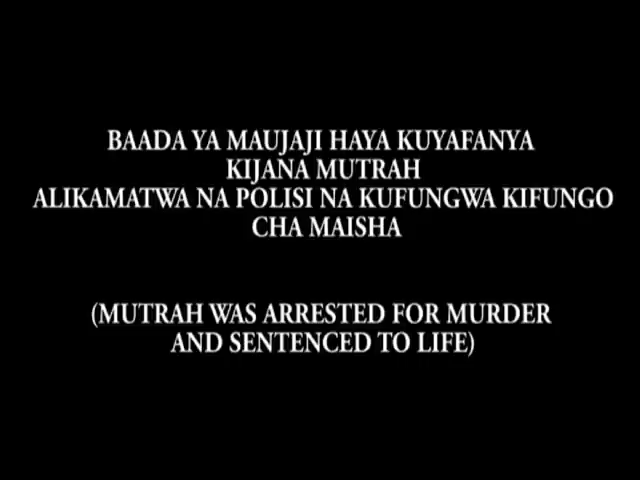 BAADA YA MAUJAJI HAYA KUYAFANYA
KIJANA MUTRAH
ALIKAMATWA NA POLISI NA KUFUNGWA KIFUNGO
CHA MAISHA
(MUTRAH WAS ARRESTED FOR MURDER
AND SENTENCED TO LIFE)